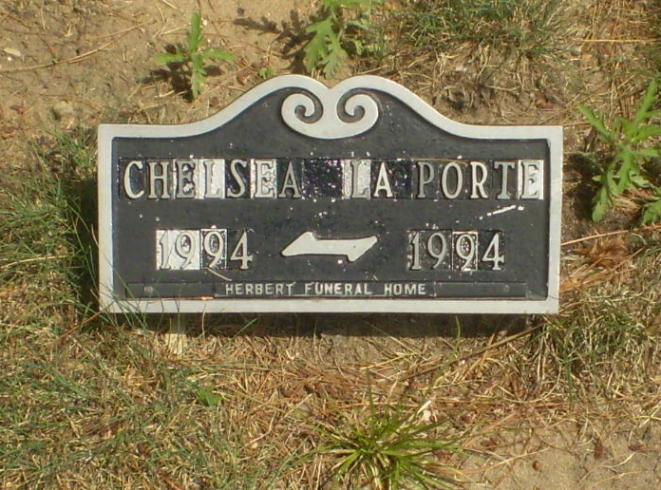 CHELSEA LA PORTE
1994 1994
HERBERT FUNERAL HOME